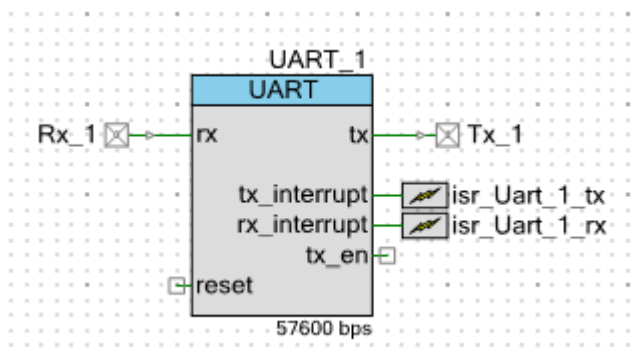 UART_1
UART
Rx_1
rx
tx
Tx_1
tx_interrupt
isr_Uart_1_tx
rx_interrupt
isr_Uart_1_rx
tx_en
reset
57600 bps